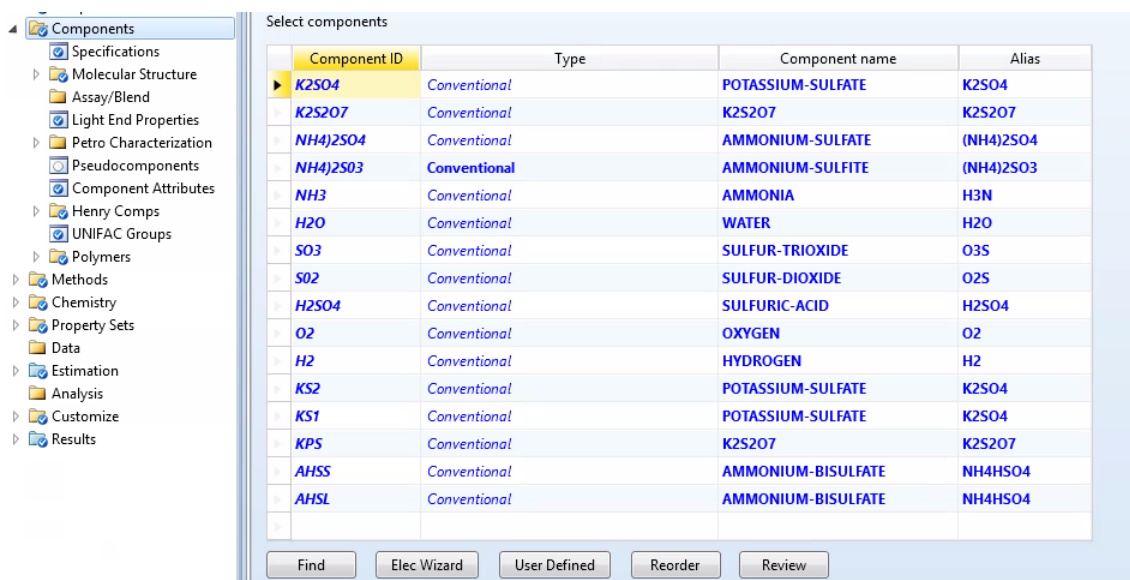 Components
Specifications
Molecular Structure
Assay/Blend
Light End Properties
Petro Characterization
Pseudocomponents
Component Attributes
Henry Comps
UNIFAC Groups
Polymers
Methods
Chemistry
Property Sets
Data
Estimation
Analysis
Customize
Results
Select components
Component ID Type Component name Alias
K2SO4 Conventional POTASSIUM-SULFATE K2SO4
K2S2O7 Conventional K2S2O7 K2S2O7
NH4)2SO4 Conventional AMMONIUM-SULFATE (NH4)2SO4
NH4)2S03 Conventional AMMONIUM-SULFITE (NH4)2SO3
NH3 Conventional AMMONIA H3N
H2O Conventional WATER H2O
SO3 Conventional SULFUR-TRIOXIDE O3S
S02 Conventional SULFUR-DIOXIDE O2S
H2SO4 Conventional SULFURIC-ACID H2SO4
O2 Conventional OXYGEN O2
H2 Conventional HYDROGEN H2
KS2 Conventional POTASSIUM-SULFATE K2SO4
KS1 Conventional POTASSIUM-SULFATE K2SO4
KPS Conventional K2S2O7 K2S2O7
AHSS Conventional AMMONIUM-BISULFATE NH4HSO4
AHSL Conventional AMMONIUM-BISULFATE NH4HSO4
Find Elec Wizard User Defined Reorder Review